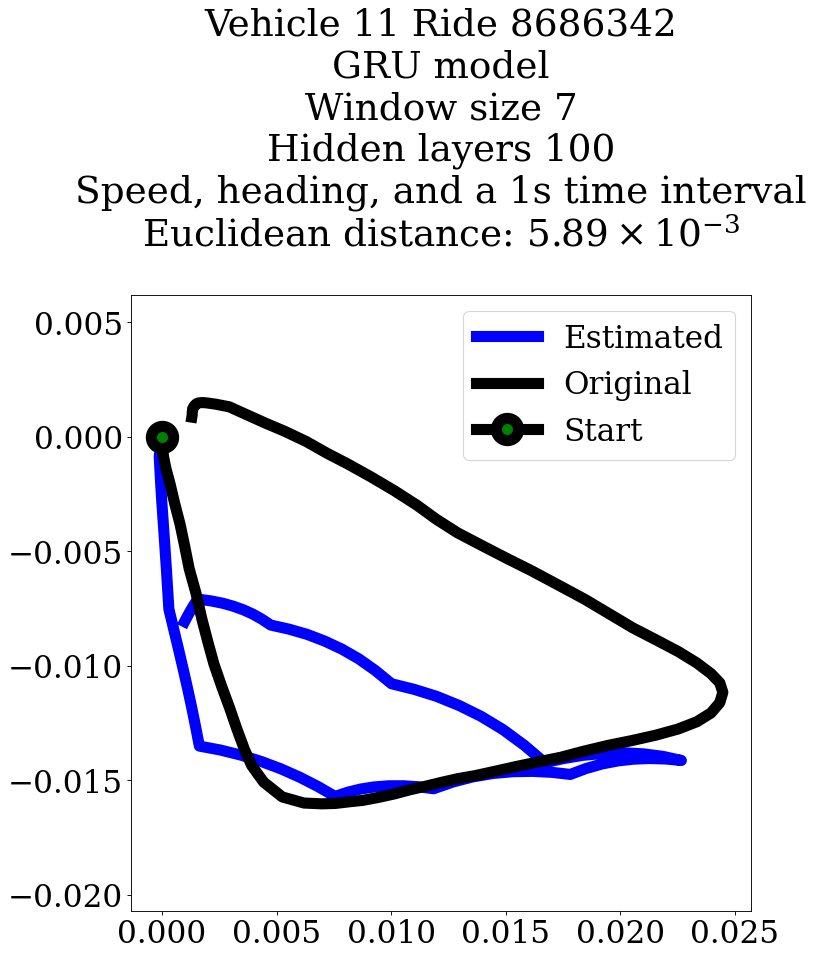 Vehicle 11 Ride 8686342
GRU model
Window size 7
Hidden layers 100
Speed, heading, and a 1s time interval
Euclidean distance: 5.89 × 10⁻³
Estimated
Original
Start
0.005
0.000
−0.005
−0.010
−0.015
−0.020
0.000 0.005 0.010 0.015 0.020 0.025